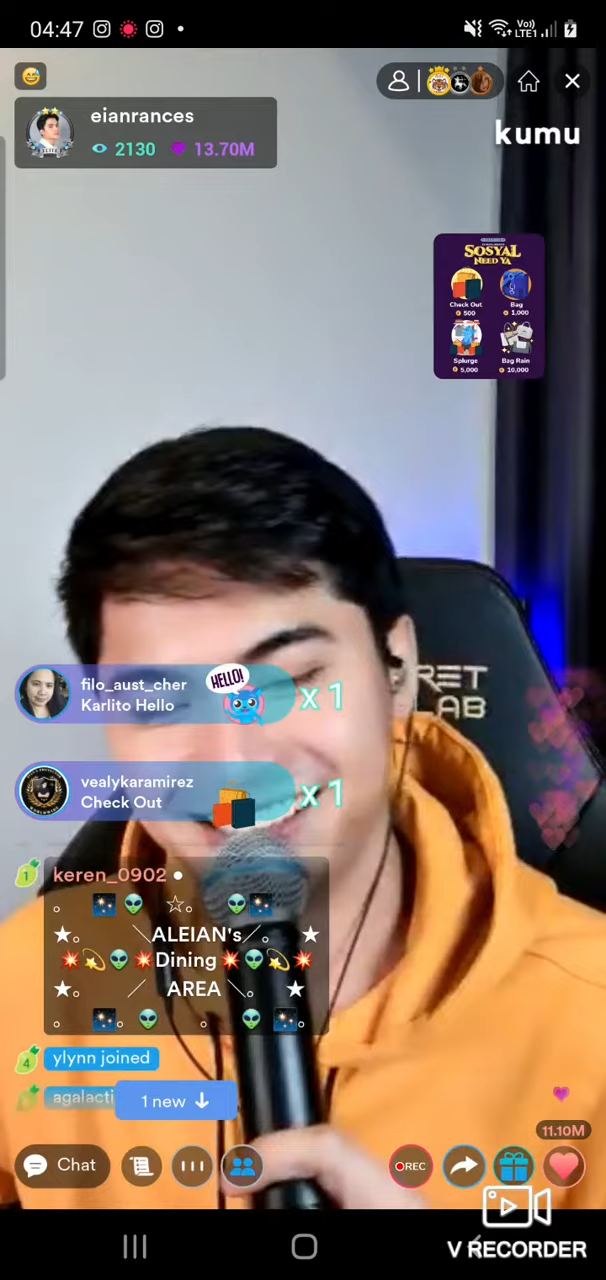 04:47
Vo))
LTE1
eianrances
2130
13.70M
kumu
SOSYAL
NEED YA
Check Out
500
Bag
1,000
Splurge
5,000
Bag Rain
10,000
RET
LAB
filo_aust_cher
Karlito Hello
HELLO!
x 1
vealykaramirez
Check Out
x 1
1
keren_0902
ALEIAN's
Dining
AREA
4
ylynn joined
agalacti
1 new
11.10M
Chat
REC
V RECORDER